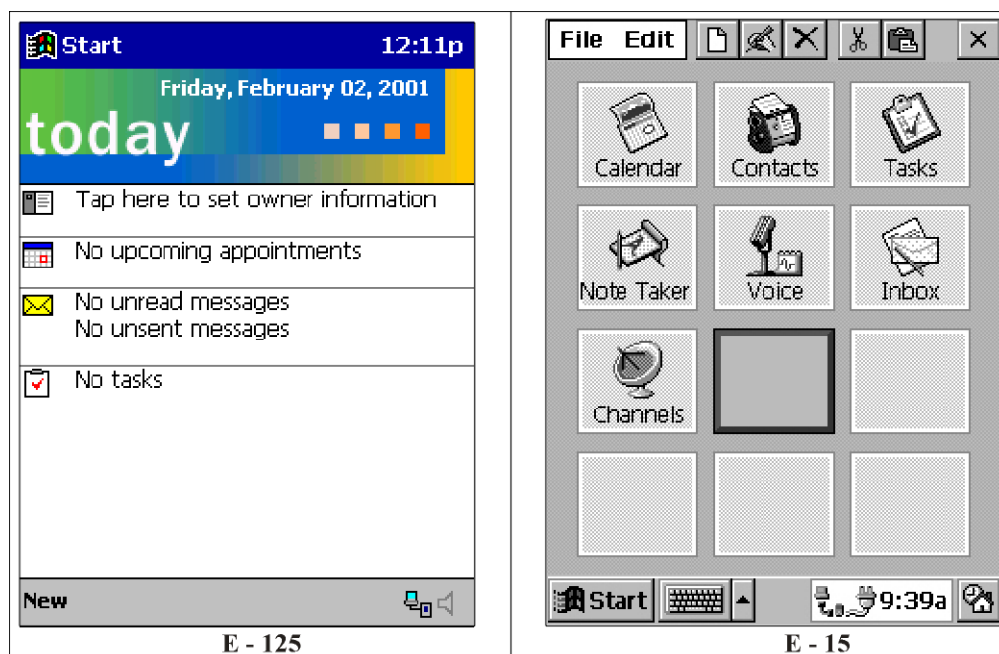 Start 12:11p
Friday, February 02, 2001
today
Tap here to set owner information
No upcoming appointments
No unread messages
No unsent messages
No tasks
New
E - 125
File Edit
Calendar Contacts Tasks
Note Taker Voice Inbox
Channels
Start 9:39a
E - 15